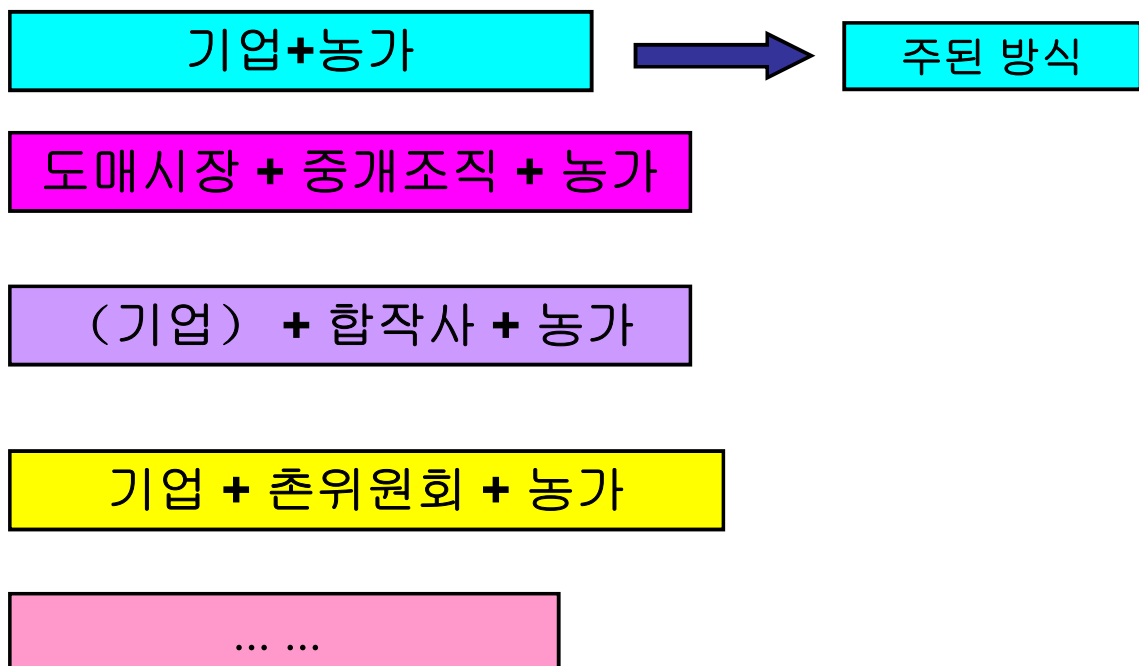 기업+농가
주된 방식
도매시장 + 중개조직 + 농가
（기업） + 합작사 + 농가
기업 + 촌위원회 + 농가
... ...